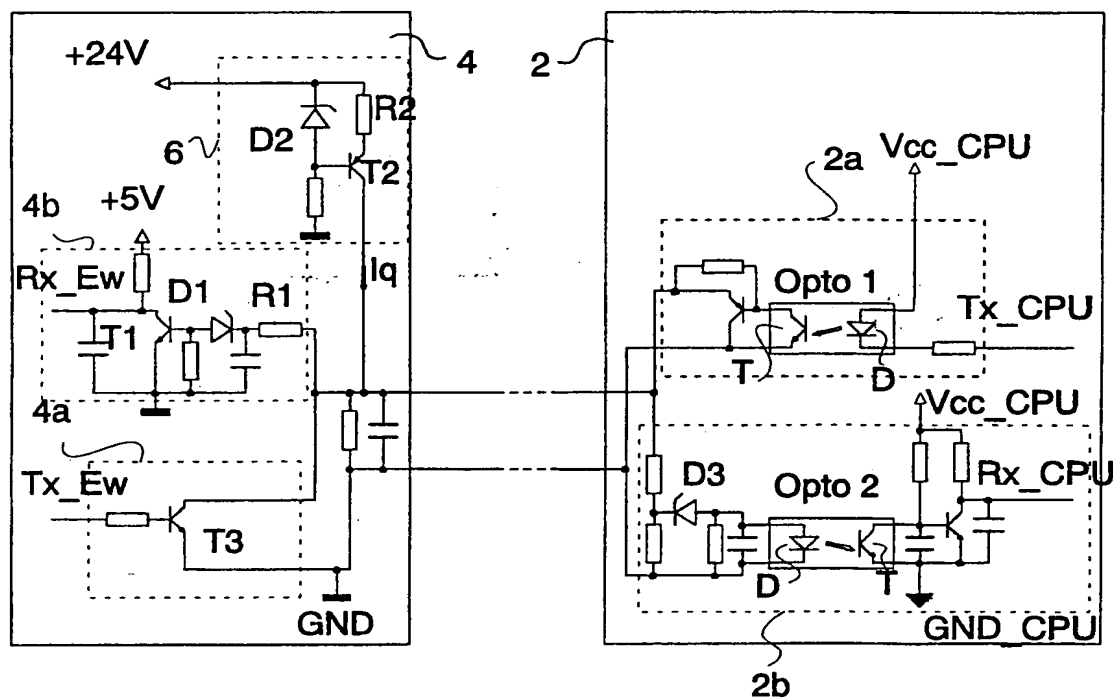 +24V
4
2
R2
D2
6
T2
2a
Vcc_CPU
+5V
4b
Rx_Ew
D1
R1
Iq
Opto 1
Tx_CPU
T1
T
D
4a
Vcc_CPU
Tx_Ew
D3
Opto 2
Rx_CPU
T3
D
T
GND
GND_CPU
2b